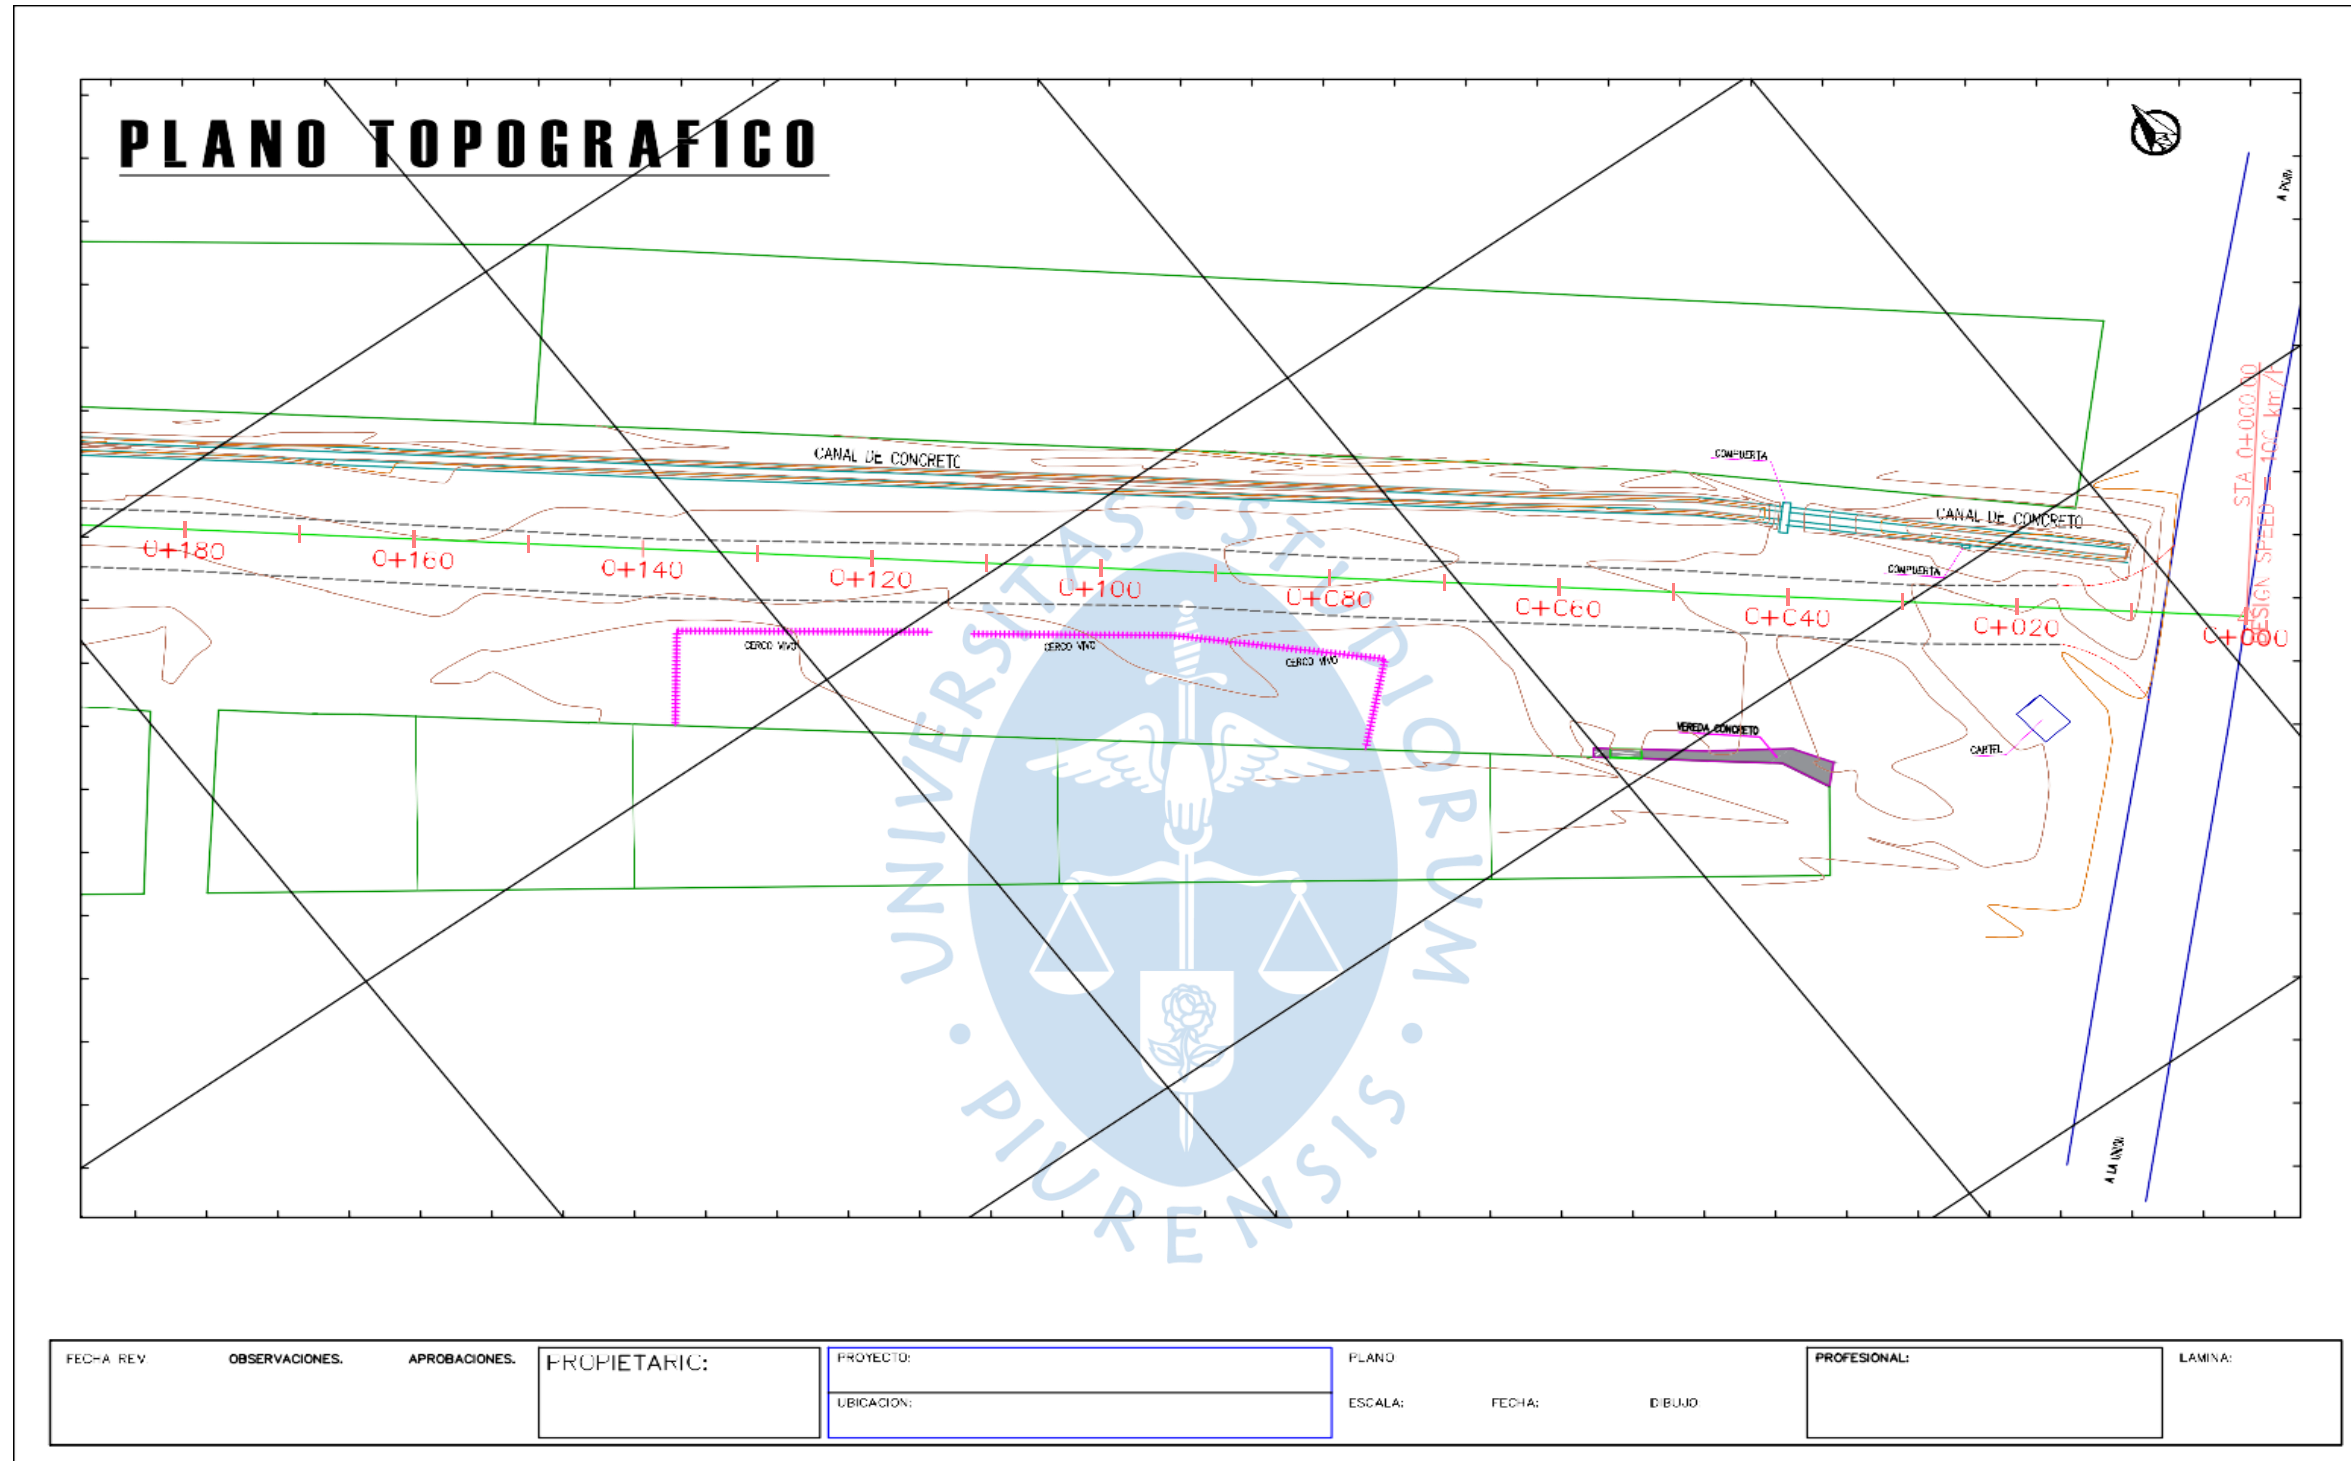 PLANO TOPOGRAFICO
A PIURA
STA 0+000.00
DESIGN SPEED = 100 km/h
CANAL DE CONCRETO
COMPUERTA
CANAL DE CONCRETO
COMPUERTA
0+180
0+160
0+140
0+120
0+100
0+080
0+060
0+040
0+020
0+000
CERCO VIVO
CERCO VIVO
CERCO VIVO
VEREDA CONCRETO
CARTEL
A LA UNION
UNIVERSITAS • STUDIORUM • PIURENSIS •
FECHA REV
OBSERVACIONES.
APROBACIONES.
PROPIETARIO:
PROYECTO:
UBICACION:
PLANO
ESCALA:
FECHA:
DIBUJO
PROFESIONAL:
LAMINA: